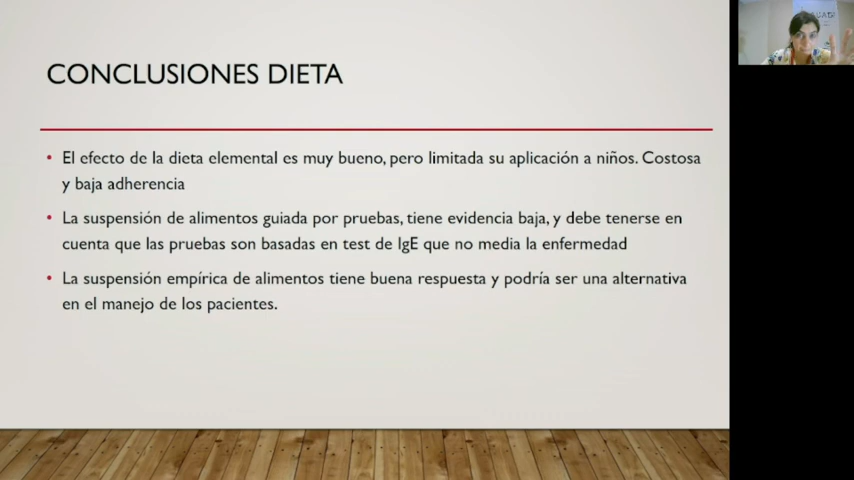 CONCLUSIONES DIETA
• El efecto de la dieta elemental es muy bueno, pero limitada su aplicación a niños. Costosa
y baja adherencia
• La suspensión de alimentos guiada por pruebas, tiene evidencia baja, y debe tenerse en
cuenta que las pruebas son basadas en test de IgE que no media la enfermedad
• La suspensión empírica de alimentos tiene buena respuesta y podría ser una alternativa
en el manejo de los pacientes.